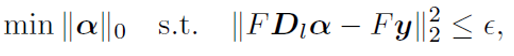 min ‖α‖₀ s.t. ‖FD_lα − Fy‖₂² ≤ ϵ,